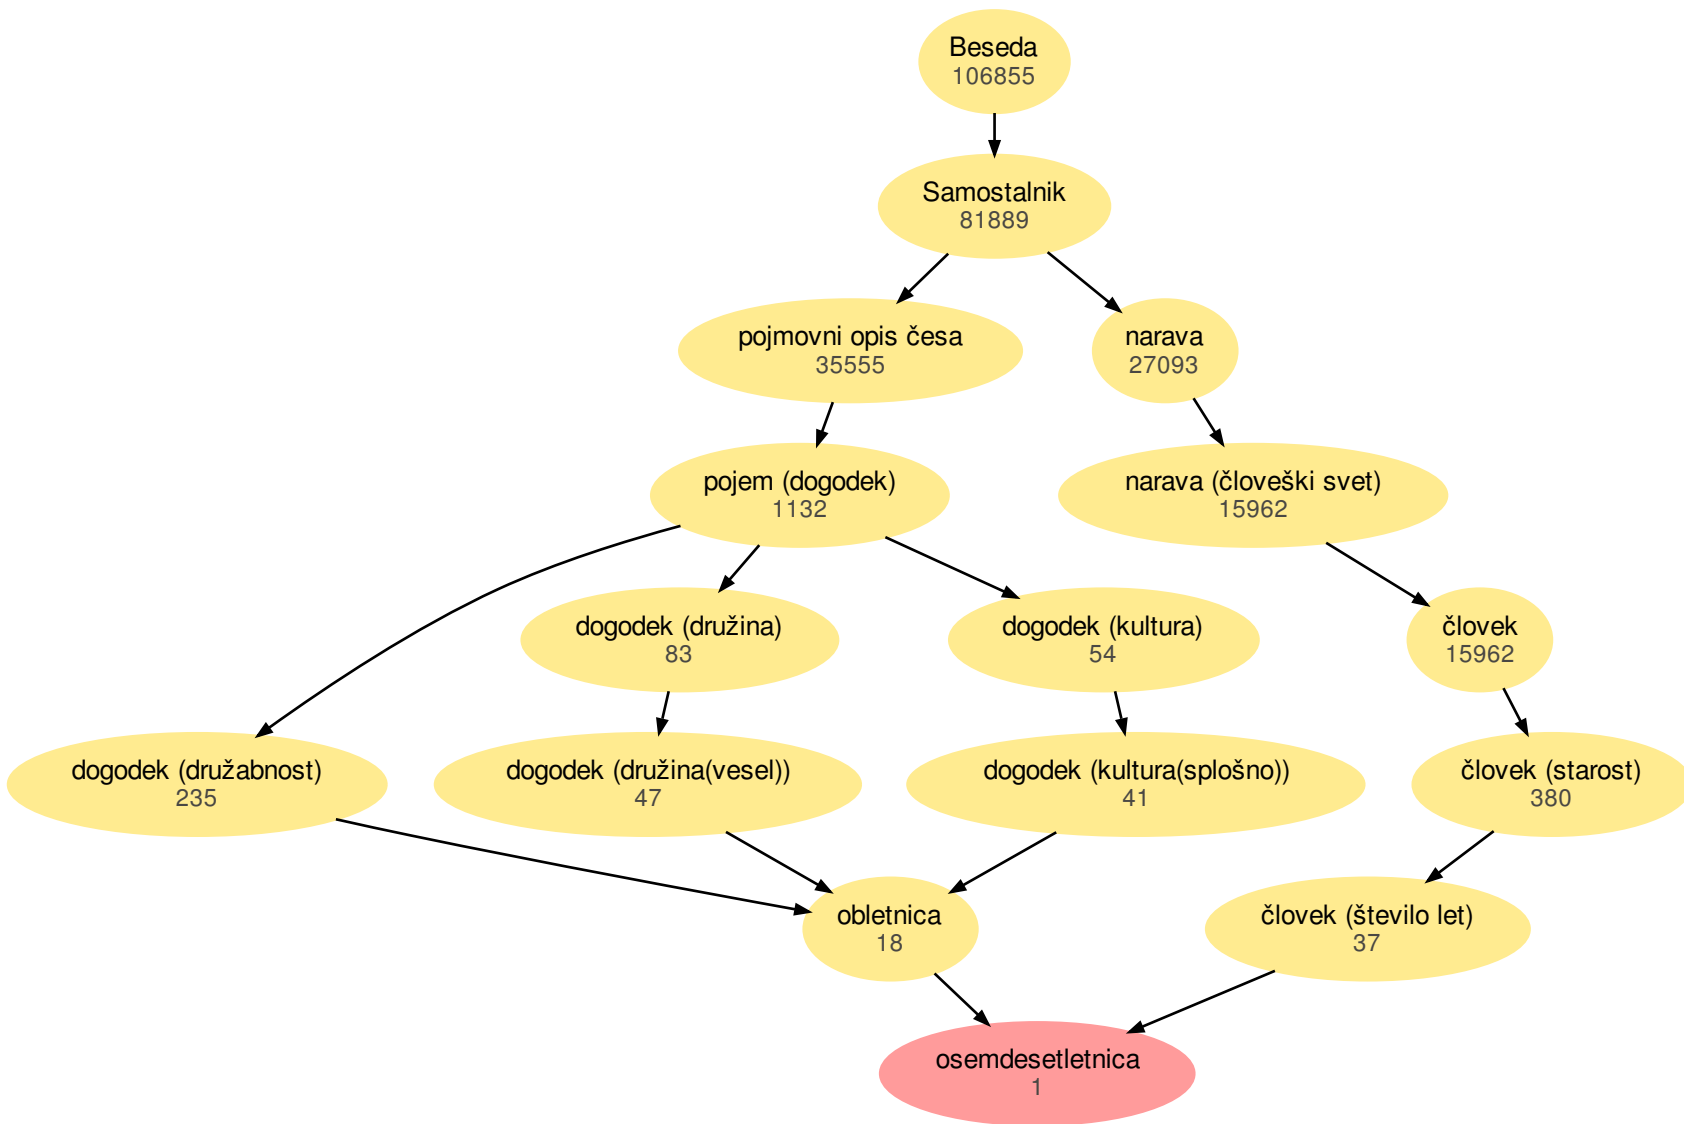 Beseda
106855
Samostalnik
81889
pojmovni opis česa
35555
narava
27093
pojem (dogodek)
1132
narava (človeški svet)
15962
dogodek (družina)
83
dogodek (kultura)
54
človek
15962
dogodek (družabnost)
235
dogodek (družina(vesel))
47
dogodek (kultura(splošno))
41
človek (starost)
380
obletnica
18
človek (število let)
37
osemdesetletnica
1